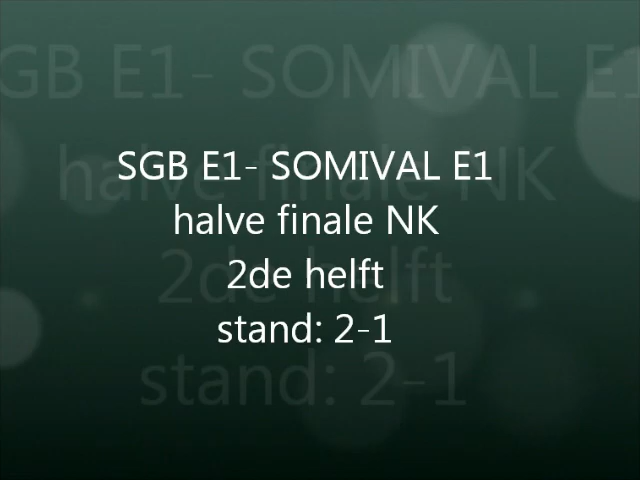 SGB E1- SOMIVAL E1
halve finale NK
2de helft
stand: 2-1